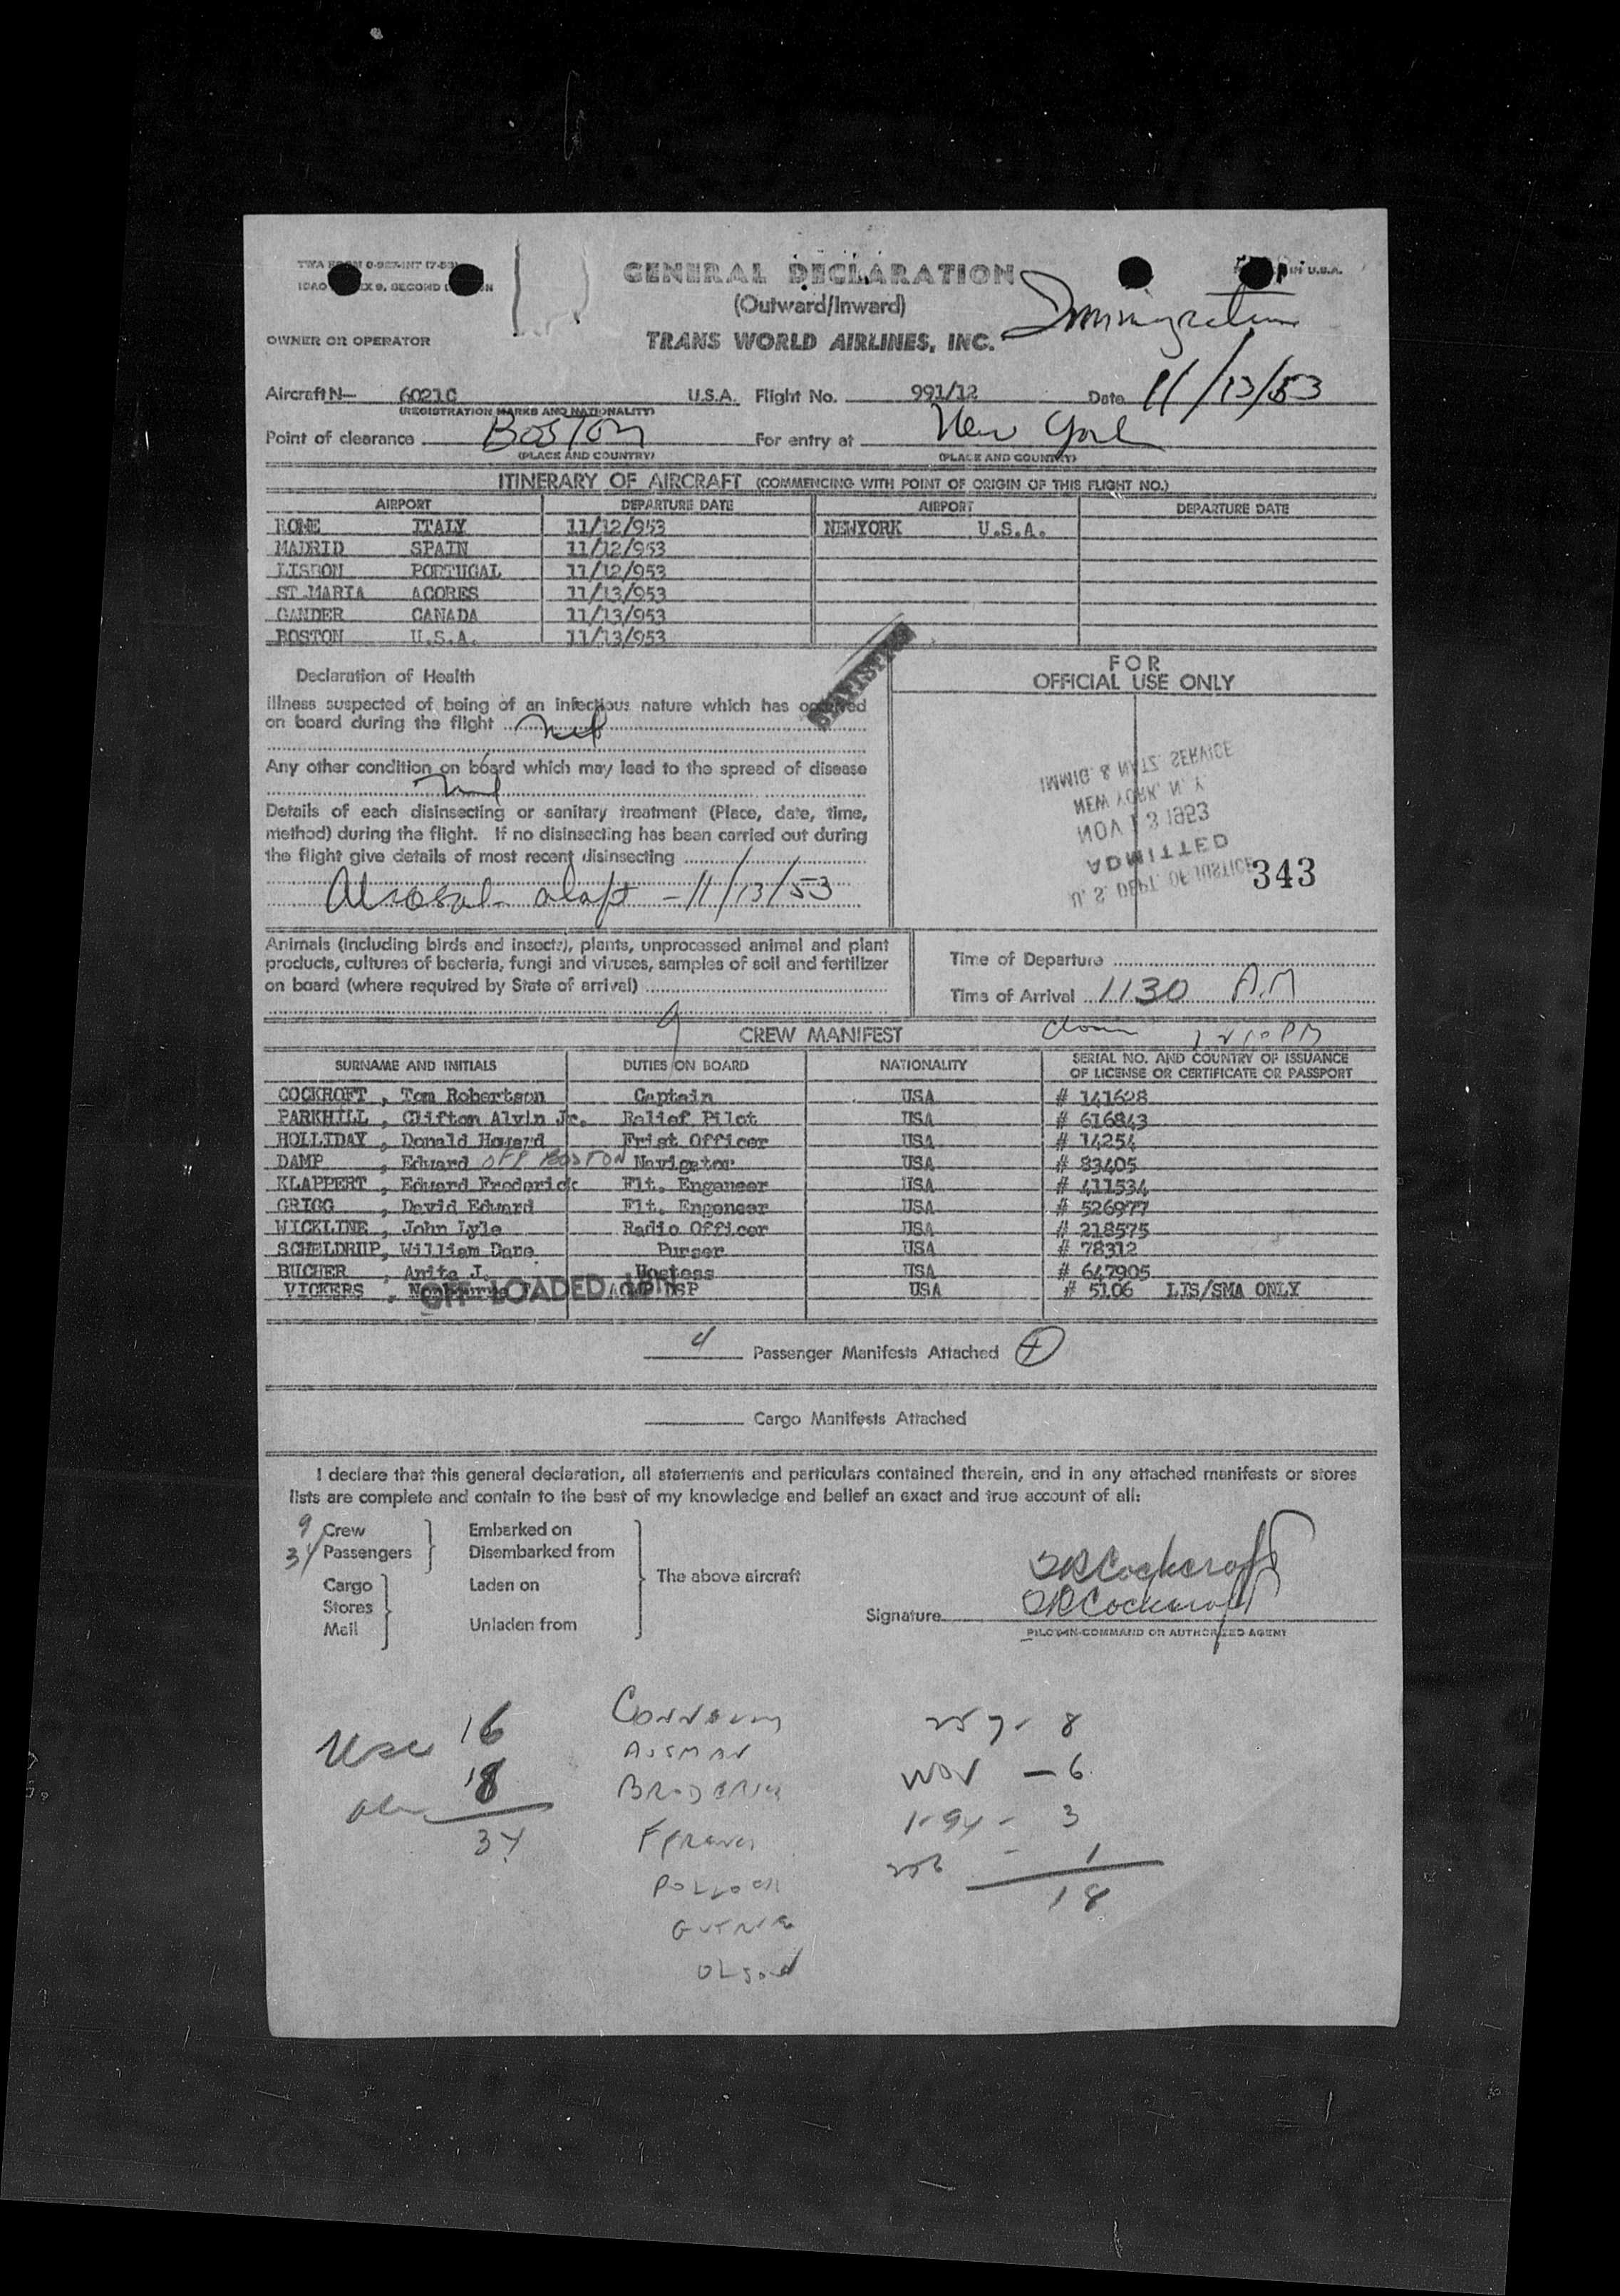 GENERAL DECLARATION
(Outward/Inward)
Immigration
OWNER OR OPERATOR TRANS WORLD AIRLINES, INC.
Aircraft N— 6021C U.S.A. Flight No. 991/12 Date 11/13/53
(REGISTRATION MARKS AND NATIONALITY)
Point of clearance Boston For entry at New York
(PLACE AND COUNTRY) (PLACE AND COUNTRY)
ITINERARY OF AIRCRAFT (COMMENCING WITH POINT OF ORIGIN OF THIS FLIGHT NO.)
AIRPORT DEPARTURE DATE AIRPORT DEPARTURE DATE
ROME ITALY 11/12/953 NEWYORK U.S.A.
MADRID SPAIN 11/12/953
LISBON PORTUGAL 11/12/953
ST.MARIA ACORES 11/13/953
GANDER CANADA 11/13/953
BOSTON U.S.A. 11/13/953
Declaration of Health
Illness suspected of being of an infectious nature which has occurred
on board during the flight
Any other condition on board which may lead to the spread of disease
Details of each disinsecting or sanitary treatment (Place, date, time,
method) during the flight. If no disinsecting has been carried out during
the flight give details of most recent disinsecting
11/13/53
FOR
OFFICIAL USE ONLY
IMMIG. & NATZ. SERVICE
NEW YORK, N. Y.
NOV 13 1953
ADMITTED
U. S. DEPT. OF JUSTICE
343
Animals (including birds and insects), plants, unprocessed animal and plant
products, cultures of bacteria, fungi and viruses, samples of soil and fertilizer
on board (where required by State of arrival)
Time of Departure
Time of Arrival 1130 A.M
9
CREW MANIFEST
SURNAME AND INITIALS DUTIES ON BOARD NATIONALITY SERIAL NO. AND COUNTRY OF ISSUANCE
OF LICENSE OR CERTIFICATE OR PASSPORT
COCKROFT , Tom Robertson Captain USA # 141628
PARKHILL , Clifton Alvin Jr. Relief Pilot USA # 616843
HOLLIDAY , Donald Howard Frist Officer USA # 14254
DAMP , Edward OFF BOSTON Navigator USA # 83405
KLAPPERT , Edward Frederick Flt. Engeneer USA # 411534
GRIGG , David Edward Flt. Engeneer USA # 526977
WICKLINE , John Lyle Radio Officer USA # 218575
SCHELDRUP, William Dare Purser USA # 78312
BILCHER , Anita J. Hostess USA # 647905
VICKERS , USA # 5106 LIS/SMA ONLY
OFF LOADED
4 Passenger Manifests Attached 4
Cargo Manifests Attached
I declare that this general declaration, all statements and particulars contained therein, and in any attached manifests or stores
lists are complete and contain to the best of my knowledge and belief an exact and true account of all:
9 Crew Embarked on
34 Passengers Disembarked from
The above aircraft
Cargo Laden on
Stores
Mail Unladen from
TRCockcroft
Signature TRCockcroft
PILOT-IN-COMMAND OR AUTHORIZED AGENT
16
18
34
257 - 8
- 6
I-94 - 3
256 - 1
18
POLLOCK
OLSON